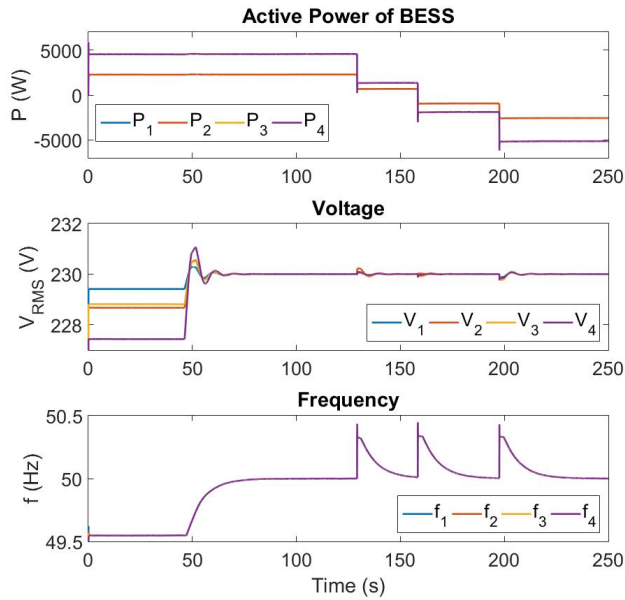 Active Power of BESS
P (W)
5000
0
-5000
P1 P2 P3 P4
0 50 100 150 200 250
Voltage
VRMS (V)
232
230
228
V1 V2 V3 V4
0 50 100 150 200 250
Frequency
f (Hz)
50.5
50
49.5
f1 f2 f3 f4
0 50 100 150 200 250
Time (s)